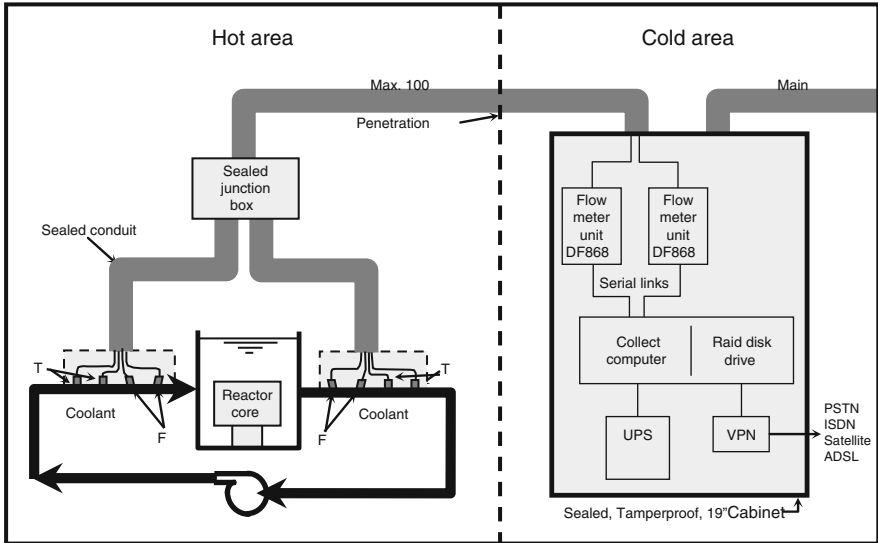 Hot area
Cold area
Max. 100
Main
Penetration
Sealed
junction
box
Flow
meter
unit
DF868
Flow
meter
unit
DF868
Sealed conduit
Serial links
Collect
computer
Raid disk
drive
T
T
Reactor
core
Coolant
Coolant
F
F
UPS
VPN
PSTN
ISDN
Satellite
ADSL
Sealed, Tamperproof, 19"Cabinet